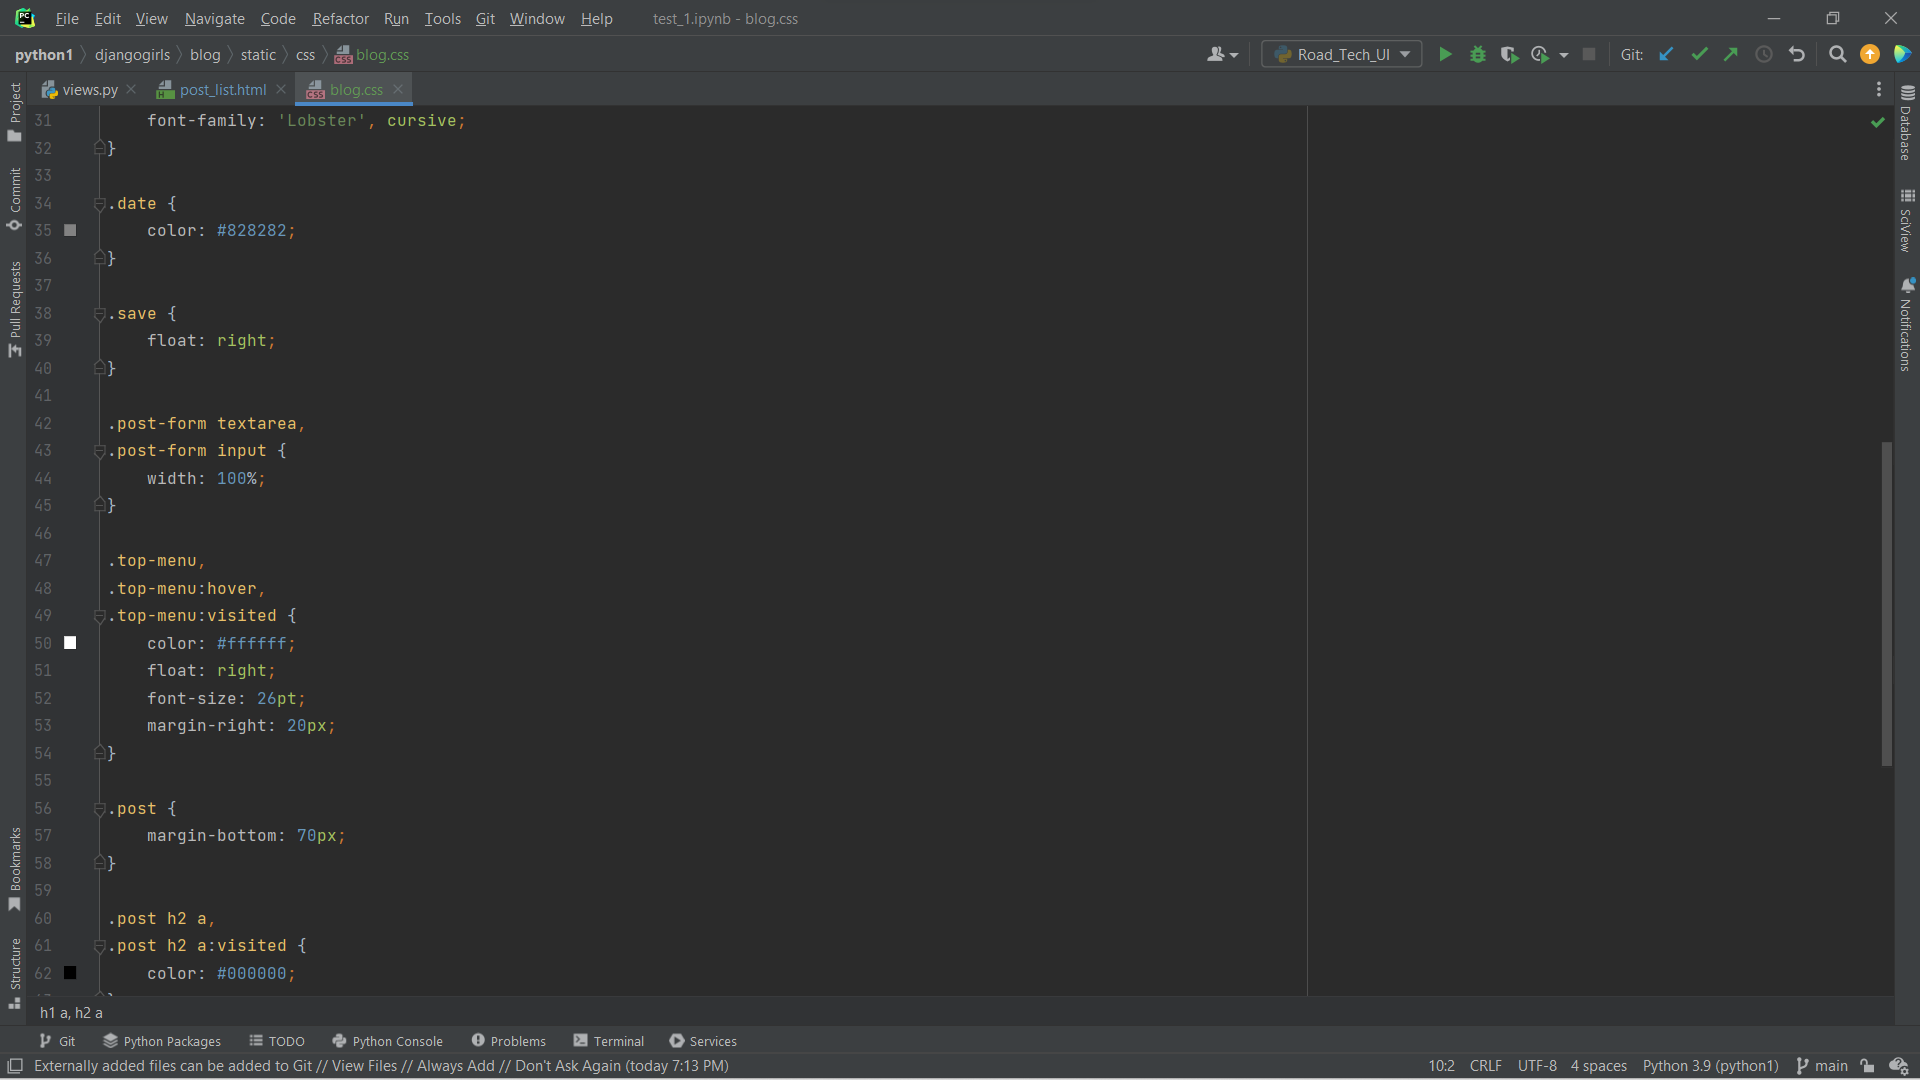 File Edit View Navigate Code Refactor Run Tools Git Window Help test_1.ipynb - blog.css
python1 djangogirls blog static css blog.css Road_Tech_UI Git:
views.py post_list.html blog.css
31 font-family: 'Lobster', cursive;
32 }
33
34 .date {
35 color: #828282;
36 }
37
38 .save {
39 float: right;
40 }
41
42 .post-form textarea,
43 .post-form input {
44 width: 100%;
45 }
46
47 .top-menu,
48 .top-menu:hover,
49 .top-menu:visited {
50 color: #ffffff;
51 float: right;
52 font-size: 26pt;
53 margin-right: 20px;
54 }
55
56 .post {
57 margin-bottom: 70px;
58 }
59
60 .post h2 a,
61 .post h2 a:visited {
62 color: #000000;
h1 a, h2 a
Project
Commit
Pull Requests
Bookmarks
Structure
Database
SciView
Notifications
Git Python Packages TODO Python Console Problems Terminal Services
Externally added files can be added to Git // View Files // Always Add // Don't Ask Again (today 7:13 PM) 10:2 CRLF UTF-8 4 spaces Python 3.9 (python1) main